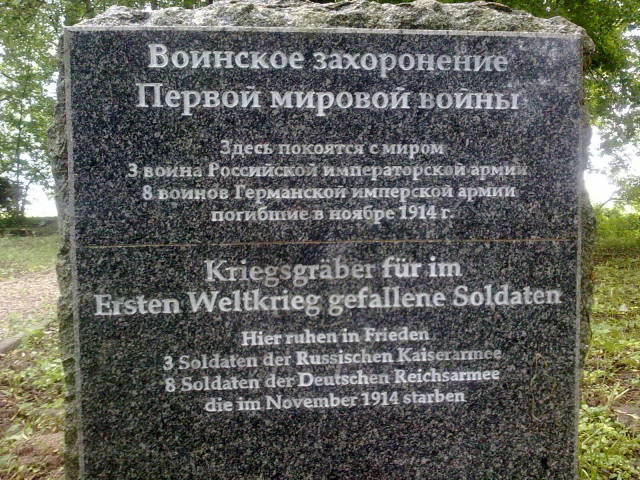 Воинское захоронение
Первой мировой войны
Здесь покоятся с миром
3 воина Российской императорской армии
8 воинов Германской имперской армии
погибшие в ноябре 1914 г.
Kriegsgräber für im
Ersten Weltkrieg gefallene Soldaten
Hier ruhen in Frieden
3 Soldaten der Russischen Kaiserarmee
8 Soldaten der Deutschen Reichsarmee
die im November 1914 starben